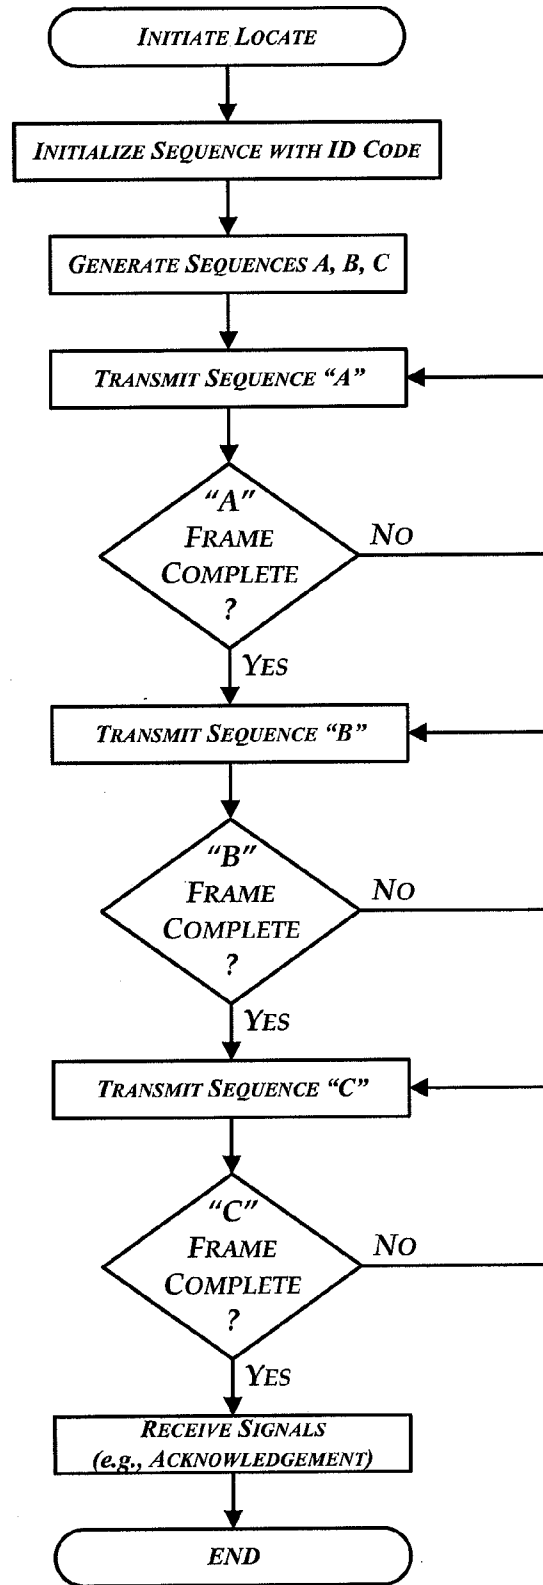 INITIATE LOCATE
INITIALIZE SEQUENCE WITH ID CODE
GENERATE SEQUENCES A, B, C
TRANSMIT SEQUENCE “A”
“A”
FRAME
COMPLETE
?
NO
YES
TRANSMIT SEQUENCE “B”
“B”
FRAME
COMPLETE
?
NO
YES
TRANSMIT SEQUENCE “C”
“C”
FRAME
COMPLETE
?
NO
YES
RECEIVE SIGNALS
(e.g., ACKNOWLEDGEMENT)
END